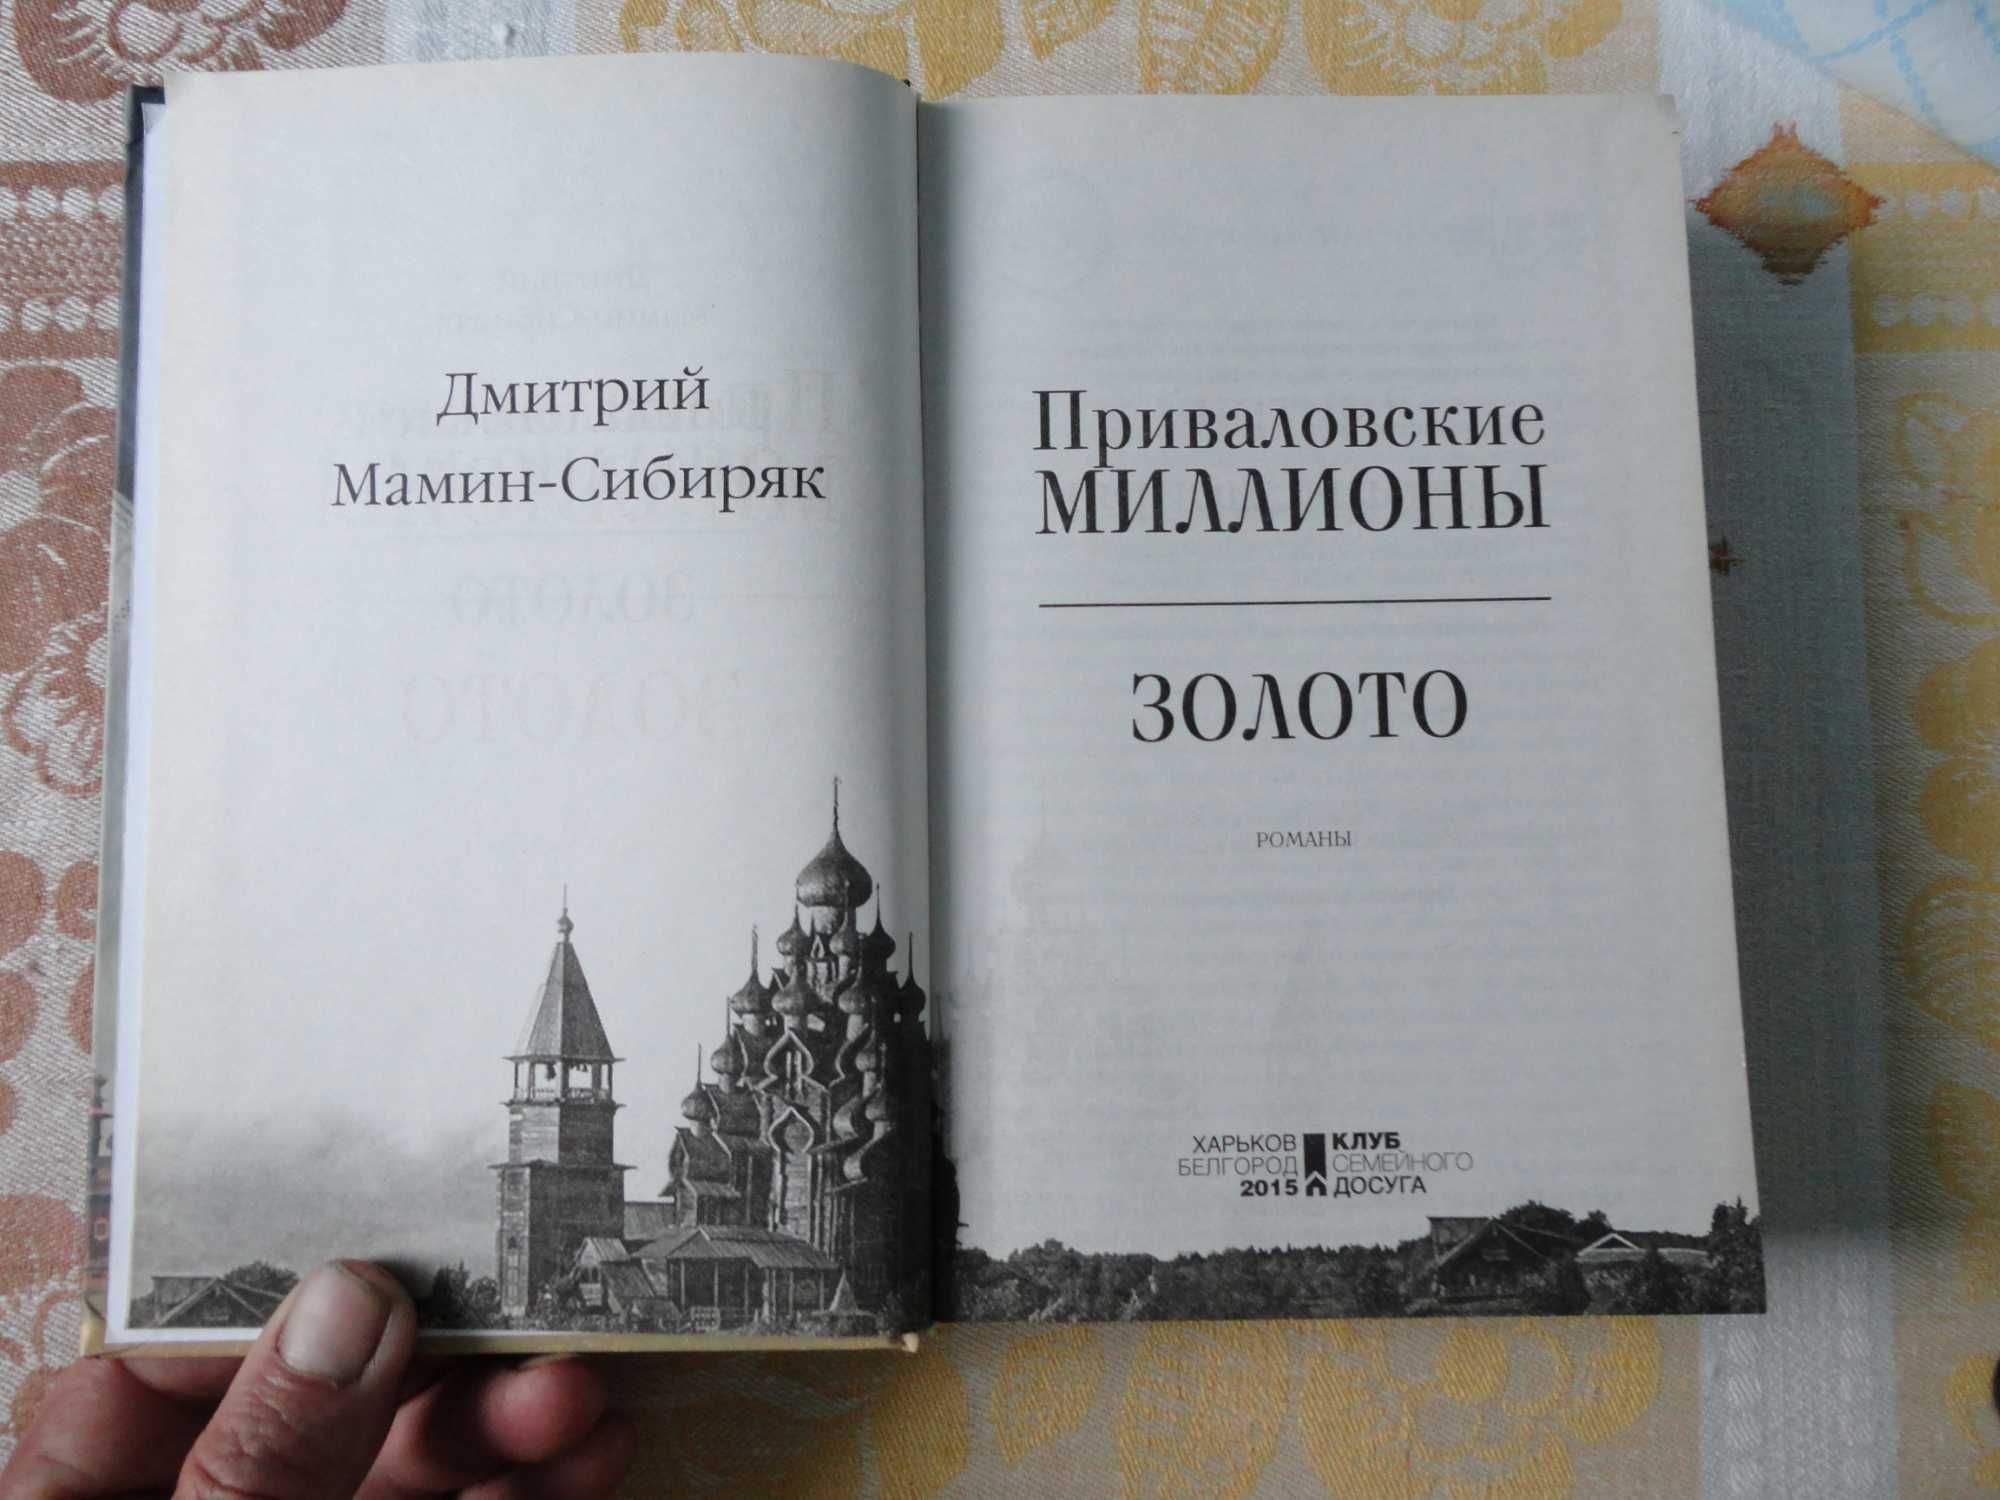 Дмитрий
Мамин-Сибиряк
Приваловские
МИЛЛИОНЫ
ЗОЛОТО
РОМАНЫ
ХАРЬКОВ
БЕЛГОРОД
2015
КЛУБ
СЕМЕЙНОГО
ДОСУГА